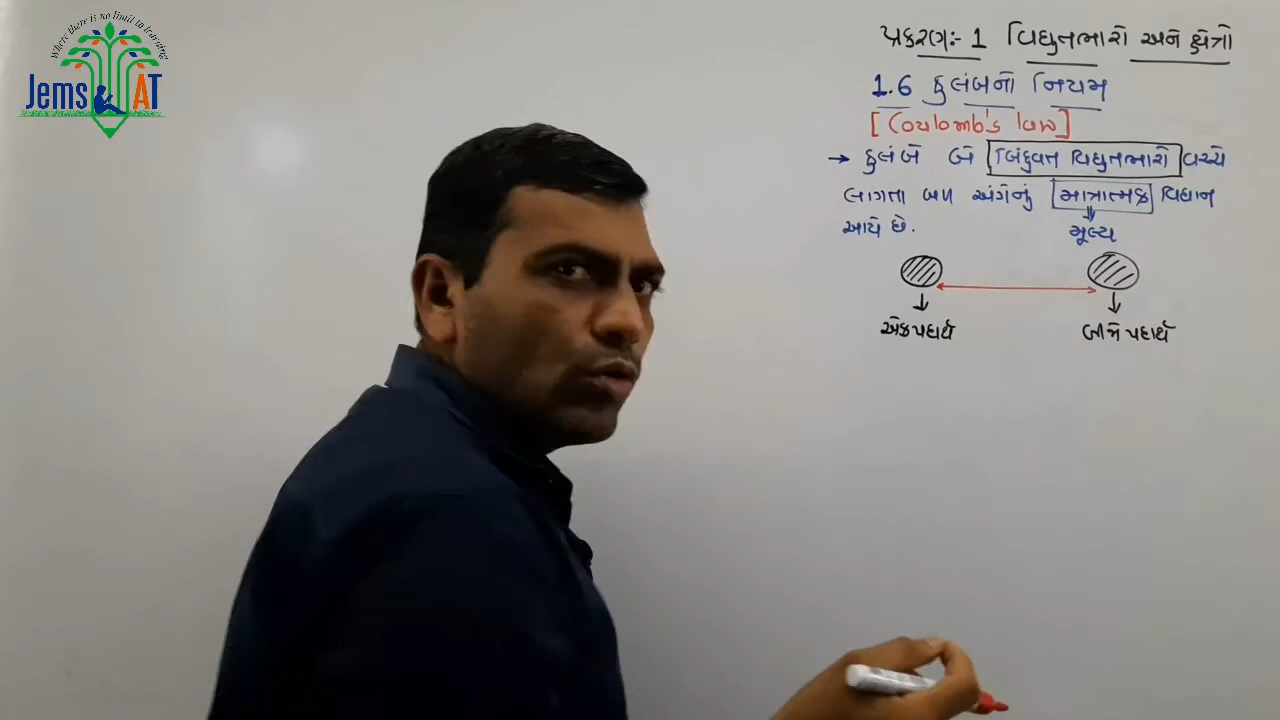 Where there is no limit to learning
Jems AT
પ્રકરણ:- 1 વિદ્યુતભારો અને ક્ષેત્રો
1.6 કુલંબનો નિયમ
[Coulomb's law]
→ કુલંબે બે બિંદુવત વિદ્યુતભારો વચ્ચે
લાગતા બળ અંગેનું માત્રાત્મક વિધાન
આપે છે.
મૂલ્ય
એક પદાર્થ
બીજો પદાર્થ